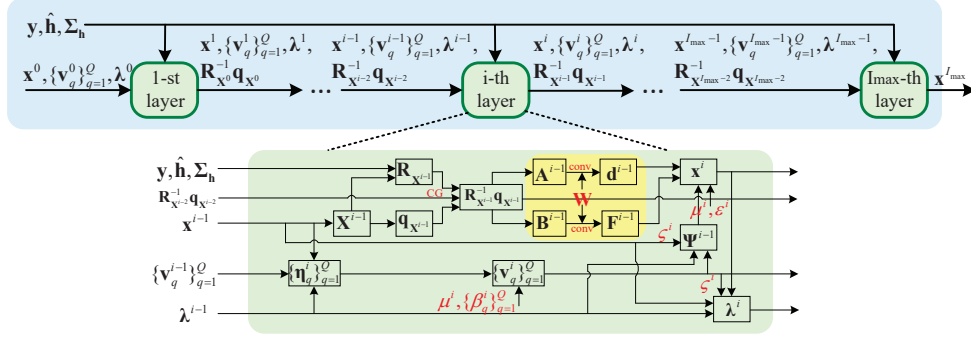 y, ĥ, Σ_h
x^0, {v_q^0}_{q=1}^Q, λ^0
1-st layer
x^1, {v_q^1}_{q=1}^Q, λ^1,
R_{X^0}^{-1} q_{X^0}
...
x^{i-1}, {v_q^{i-1}}_{q=1}^Q, λ^{i-1},
R_{X^{i-2}}^{-1} q_{X^{i-2}}
i-th layer
x^i, {v_q^i}_{q=1}^Q, λ^i,
R_{X^{i-1}}^{-1} q_{X^{i-1}}
...
x^{I_max-1}, {v_q^{I_max-1}}_{q=1}^Q, λ^{I_max-1},
R_{X^{I_max-2}}^{-1} q_{X^{I_max-2}}
Imax-th layer
x^{I_max}
y, ĥ, Σ_h
R_{X^{i-1}}
A^{i-1}
conv
d^{i-1}
x^i
R_{X^{i-2}}^{-1} q_{X^{i-2}}
CG
R_{X^{i-1}}^{-1} q_{X^{i-1}}
W
μ^i, ε^i
x^{i-1}
X^{i-1}
q_{X^{i-1}}
B^{i-1}
conv
F^{i-1}
ς^i
Ψ^{i-1}
{v_q^{i-1}}_{q=1}^Q
{η_q^i}_{q=1}^Q
{v_q^i}_{q=1}^Q
ς^i
μ^i, {β_q^i}_{q=1}^Q
λ^{i-1}
λ^i